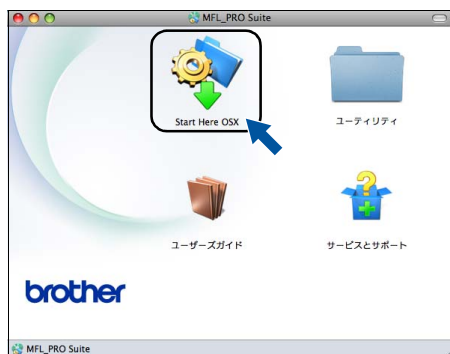 MFL_PRO Suite
Start Here OSX
ユーティリティ
ユーザーズガイド
サービスとサポート
brother
MFL_PRO Suite